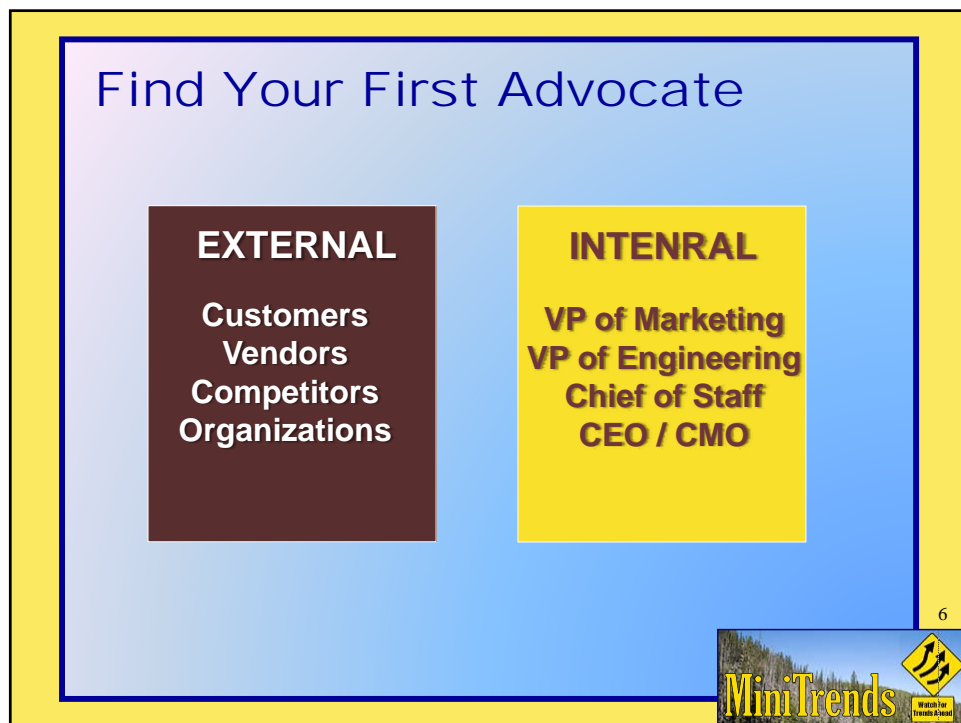 Find Your First Advocate
EXTERNAL
Customers
Vendors
Competitors
Organizations
INTENRAL
VP of Marketing
VP of Engineering
Chief of Staff
CEO / CMO
6
MiniTrends
Watch For
Trends Ahead